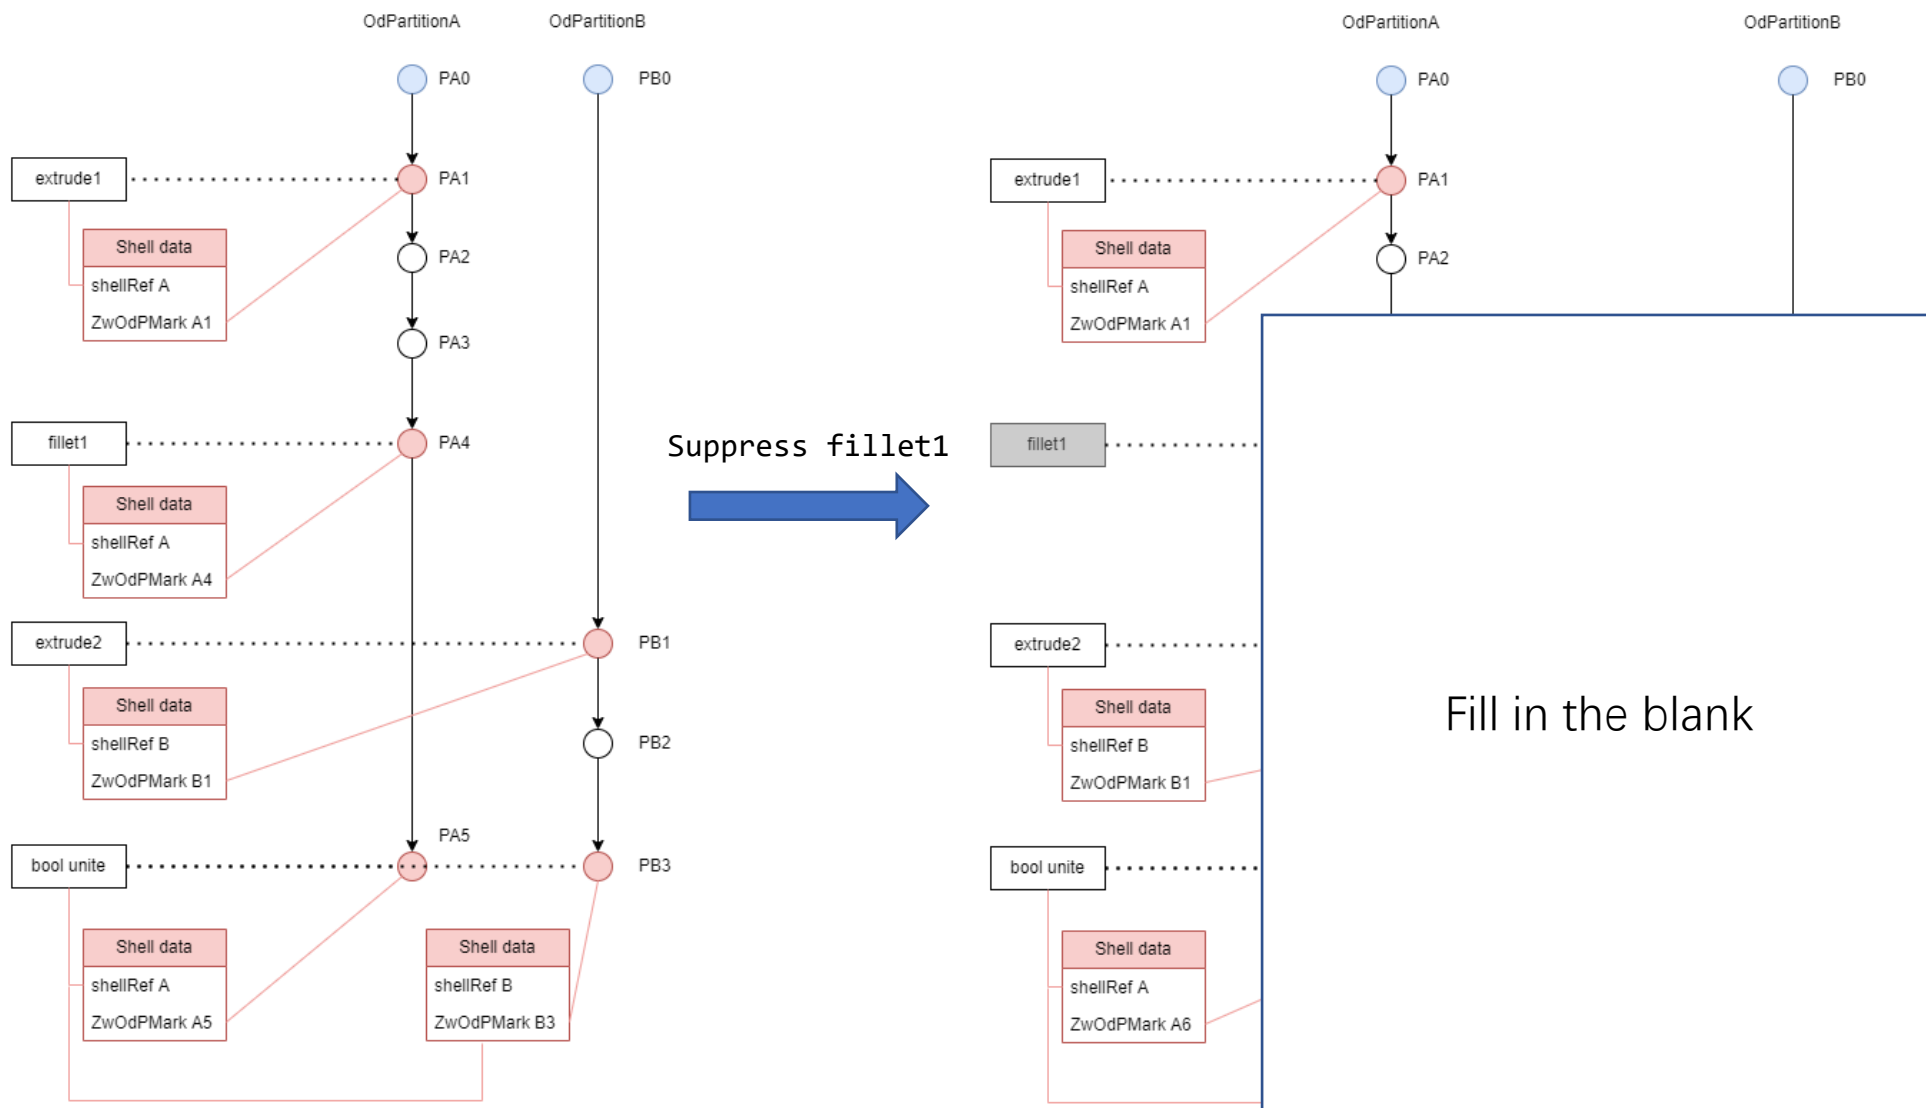 OdPartitionA
OdPartitionB
PA0
PB0
extrude1
PA1
Shell data
shellRef A
ZwOdPMark A1
PA2
PA3
fillet1
PA4
Shell data
shellRef A
ZwOdPMark A4
extrude2
PB1
Shell data
shellRef B
ZwOdPMark B1
PB2
PA5
bool unite
PB3
Shell data
shellRef A
ZwOdPMark A5
Shell data
shellRef B
ZwOdPMark B3
Suppress fillet1
OdPartitionA
OdPartitionB
PA0
PB0
extrude1
PA1
Shell data
shellRef A
ZwOdPMark A1
PA2
fillet1
extrude2
Shell data
shellRef B
ZwOdPMark B1
bool unite
Shell data
shellRef A
ZwOdPMark A6
Fill in the blank